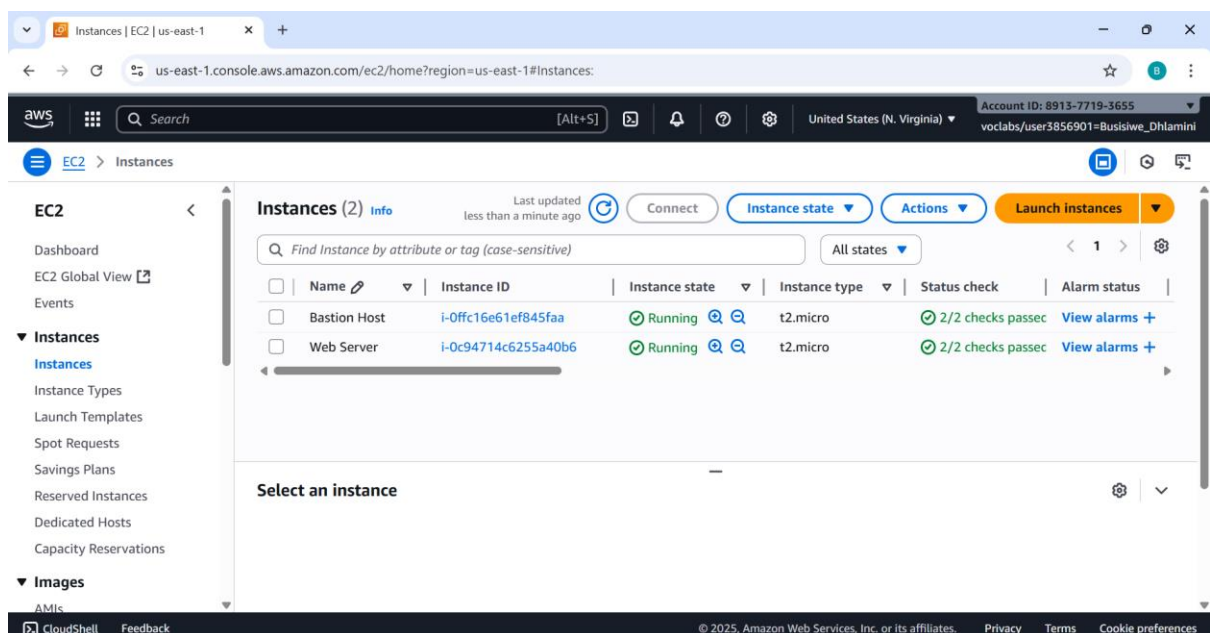 Instances | EC2 | us-east-1
us-east-1.console.aws.amazon.com/ec2/home?region=us-east-1#Instances:
B
aws
Search
[Alt+S]
United States (N. Virginia)
Account ID: 8913-7719-3655
voclabs/user3856901=Busisiwe_Dhlamini
EC2 > Instances
EC2
Dashboard
EC2 Global View
Events
Instances
Instances
Instance Types
Launch Templates
Spot Requests
Savings Plans
Reserved Instances
Dedicated Hosts
Capacity Reservations
Images
AMIs
Instances (2) Info
Last updated
less than a minute ago
Connect
Instance state
Actions
Launch instances
Find Instance by attribute or tag (case-sensitive)
All states
1
Name Instance ID Instance state Instance type Status check Alarm status
Bastion Host i-0ffc16e61ef845faa Running t2.micro 2/2 checks passec View alarms +
Web Server i-0c94714c6255a40b6 Running t2.micro 2/2 checks passec View alarms +
Select an instance
CloudShell Feedback © 2025, Amazon Web Services, Inc. or its affiliates. Privacy Terms Cookie preferences